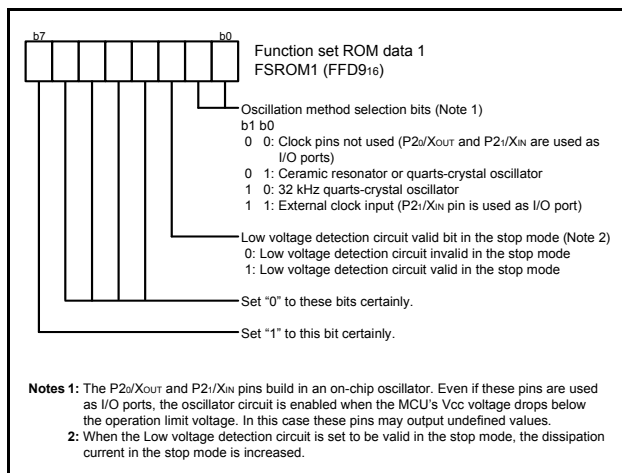 b7 b0
Function set ROM data 1
FSROM1 (FFD916)
Oscillation method selection bits (Note 1)
b1 b0
0 0: Clock pins not used (P20/XOUT and P21/XIN are used as
I/O ports)
0 1: Ceramic resonator or quarts-crystal oscillator
1 0: 32 kHz quarts-crystal oscillator
1 1: External clock input (P21/XIN pin is used as I/O port)
Low voltage detection circuit valid bit in the stop mode (Note 2)
0: Low voltage detection circuit invalid in the stop mode
1: Low voltage detection circuit valid in the stop mode
Set “0” to these bits certainly.
Set “1” to this bit certainly.
Notes 1: The P20/XOUT and P21/XIN pins build in an on-chip oscillator. Even if these pins are used
as I/O ports, the oscillator circuit is enabled when the MCU's Vcc voltage drops below
the operation limit voltage. In this case these pins may output undefined values.
2: When the Low voltage detection circuit is set to be valid in the stop mode, the dissipation
current in the stop mode is increased.